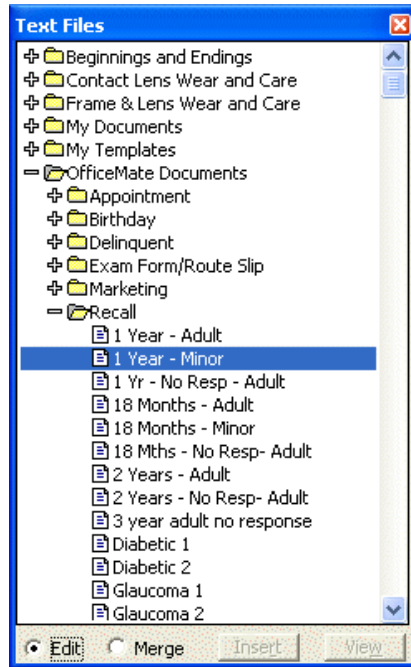 Text Files
Beginnings and Endings
Contact Lens Wear and Care
Frame & Lens Wear and Care
My Documents
My Templates
OfficeMate Documents
Appointment
Birthday
Delinquent
Exam Form/Route Slip
Marketing
Recall
1 Year - Adult
1 Year - Minor
1 Yr - No Resp - Adult
18 Months - Adult
18 Months - Minor
18 Mths - No Resp- Adult
2 Years - Adult
2 Years - No Resp- Adult
3 year adult no response
Diabetic 1
Diabetic 2
Glaucoma 1
Glaucoma 2
Edit Merge Insert View